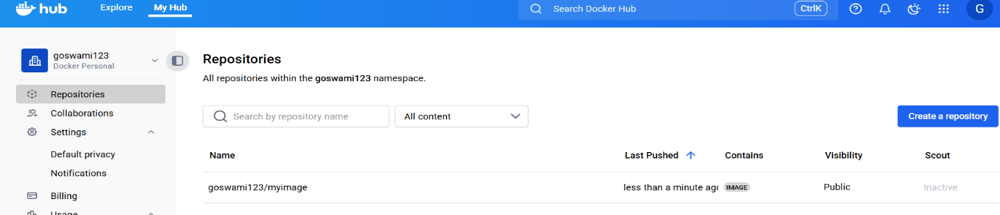 hub Explore My Hub Search Docker Hub CtrlK G
goswami123
Docker Personal
Repositories
Collaborations
Settings
Default privacy
Notifications
Billing
Usage
Repositories
All repositories within the goswami123 namespace.
Search by repository name All content Create a repository
Name Last Pushed Contains Visibility Scout
goswami123/myimage less than a minute ago IMAGE Public Inactive